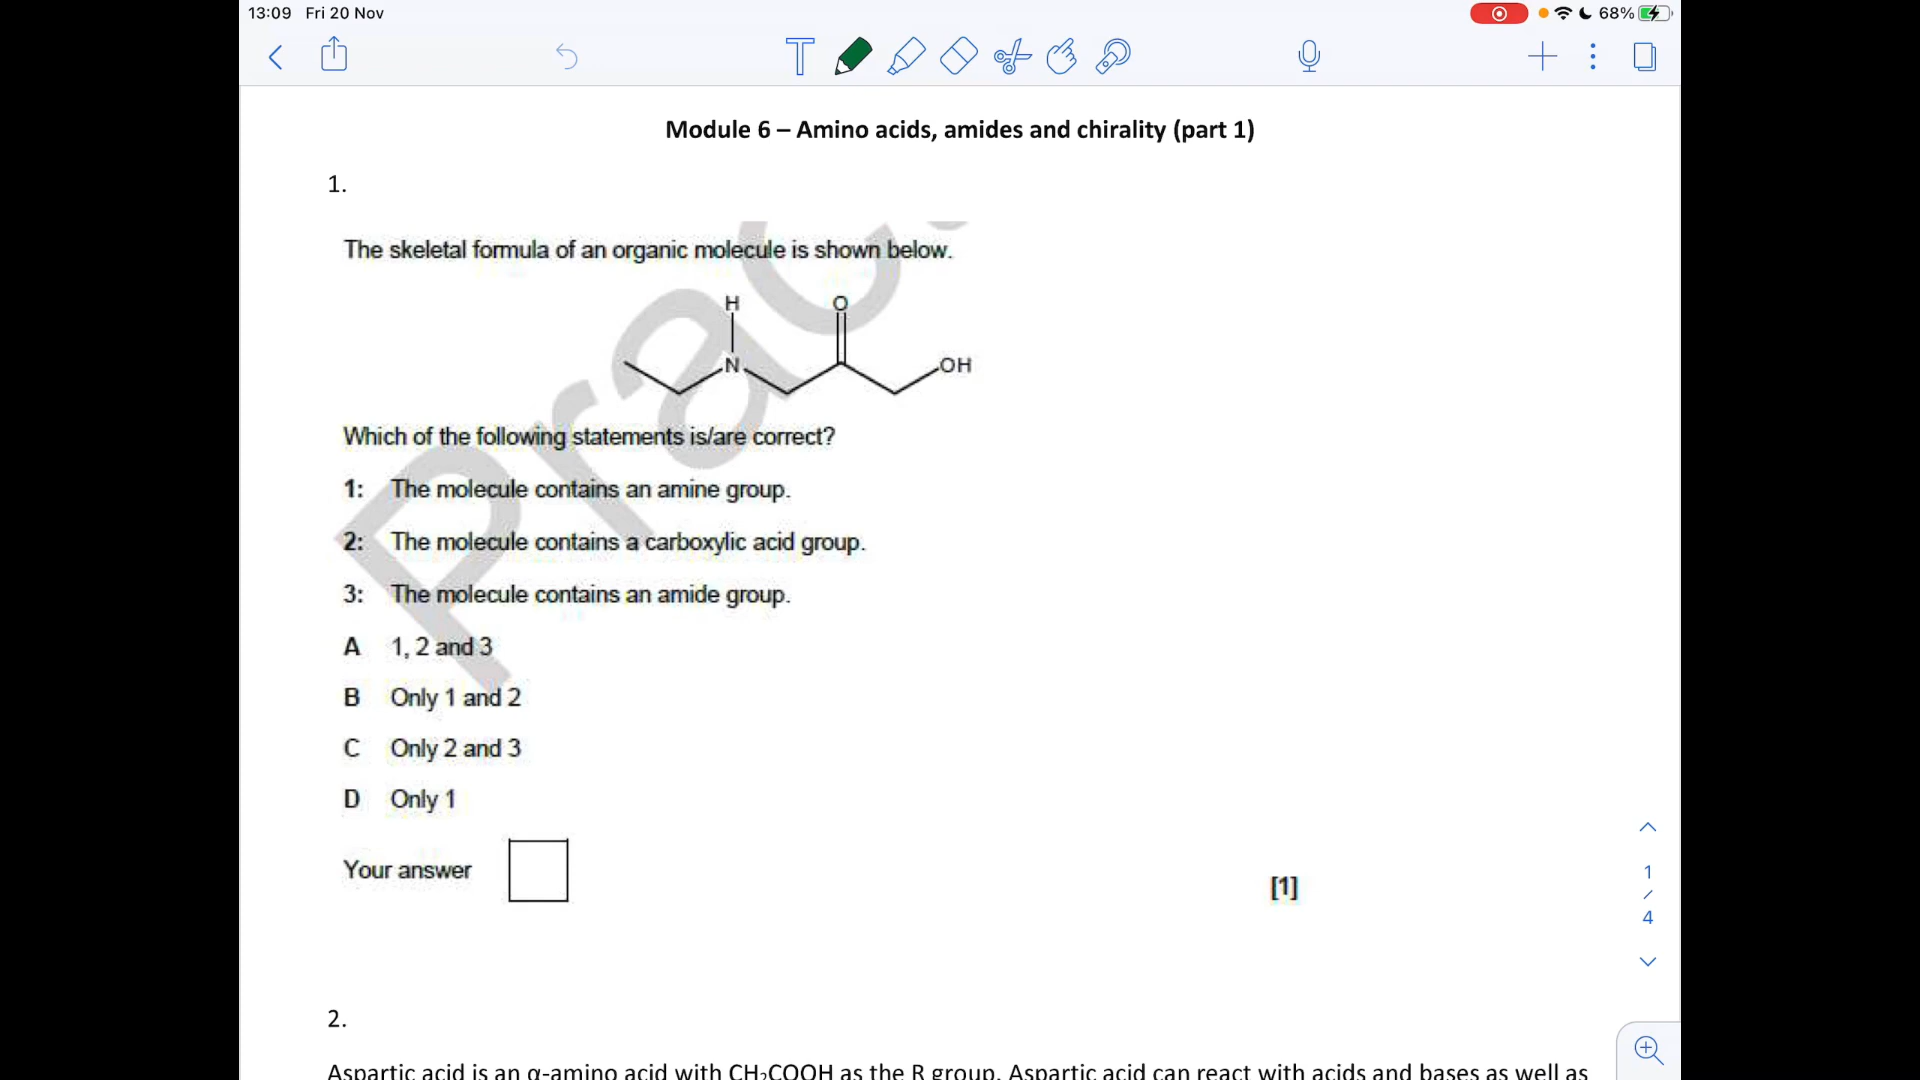 13:09 Fri 20 Nov
68%
Module 6 – Amino acids, amides and chirality (part 1)
1.
The skeletal formula of an organic molecule is shown below.
H
O
N
OH
Which of the following statements is/are correct?
1: The molecule contains an amine group.
2: The molecule contains a carboxylic acid group.
3: The molecule contains an amide group.
A 1, 2 and 3
B Only 1 and 2
C Only 2 and 3
D Only 1
Your answer
[1]
1
/
4
2.
Aspartic acid is an α-amino acid with CH₂COOH as the R group. Aspartic acid can react with acids and bases as well as